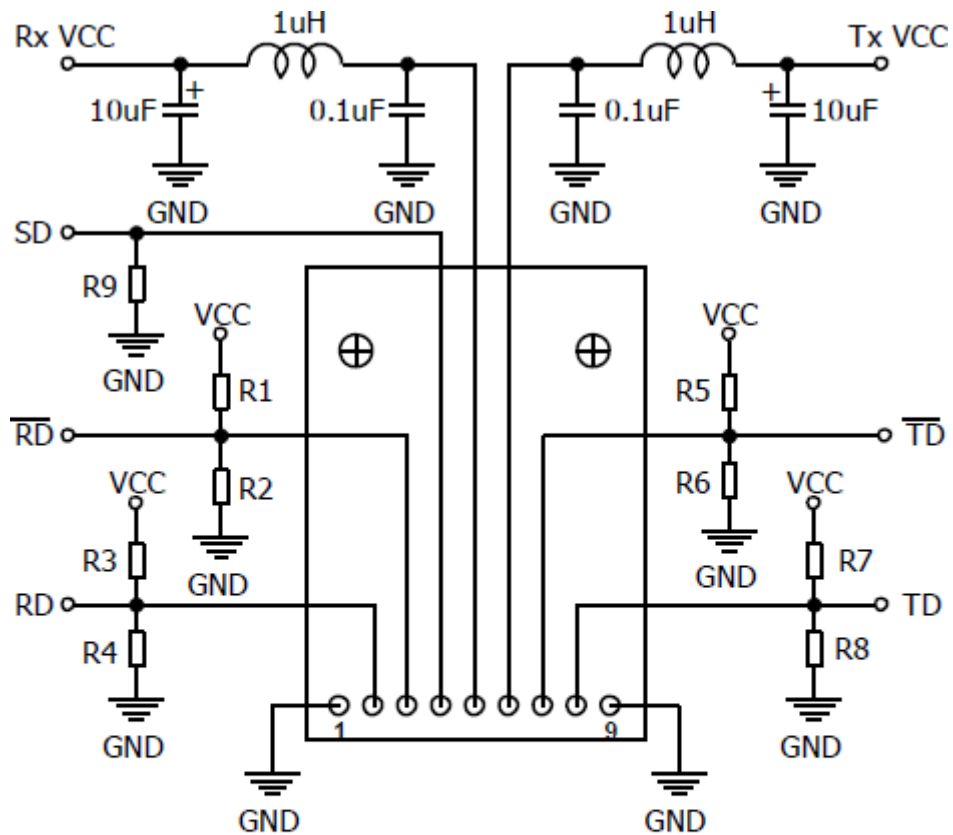 Rx VCC 1uH 1uH Tx VCC
10uF + 0.1uF 0.1uF + 10uF
GND GND GND GND
SD
R9 VCC VCC
GND R1 R5
R̅D̅ T̅D̅
VCC R2 R6 VCC
R3 GND GND R7
RD TD
R4 R8
GND 1 9 GND
GND GND